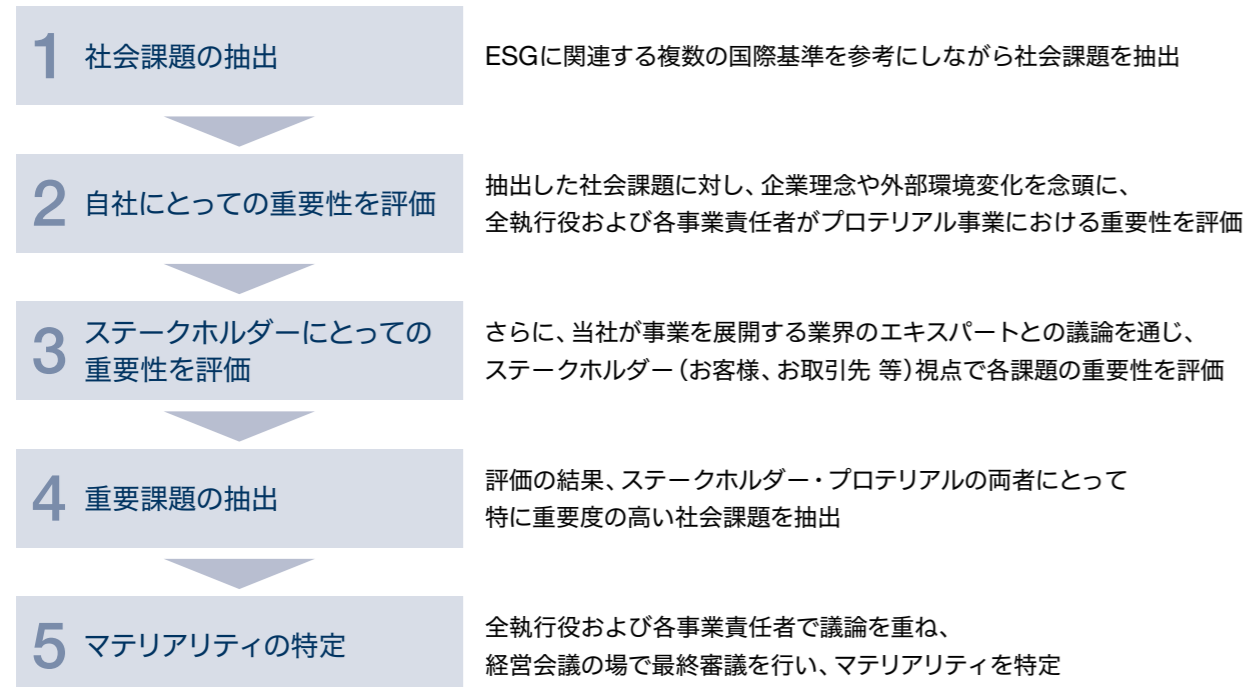 1 社会課題の抽出
ESGに関連する複数の国際基準を参考にしながら社会課題を抽出
2 自社にとっての重要性を評価
抽出した社会課題に対し、企業理念や外部環境変化を念頭に、
全執行役および各事業責任者がプロテリアル事業における重要性を評価
3 ステークホルダーにとっての
重要性を評価
さらに、当社が事業を展開する業界のエキスパートとの議論を通じ、
ステークホルダー（お客様、お取引先 等）視点で各課題の重要性を評価
4 重要課題の抽出
評価の結果、ステークホルダー・プロテリアルの両者にとって
特に重要度の高い社会課題を抽出
5 マテリアリティの特定
全執行役および各事業責任者で議論を重ね、
経営会議の場で最終審議を行い、マテリアリティを特定